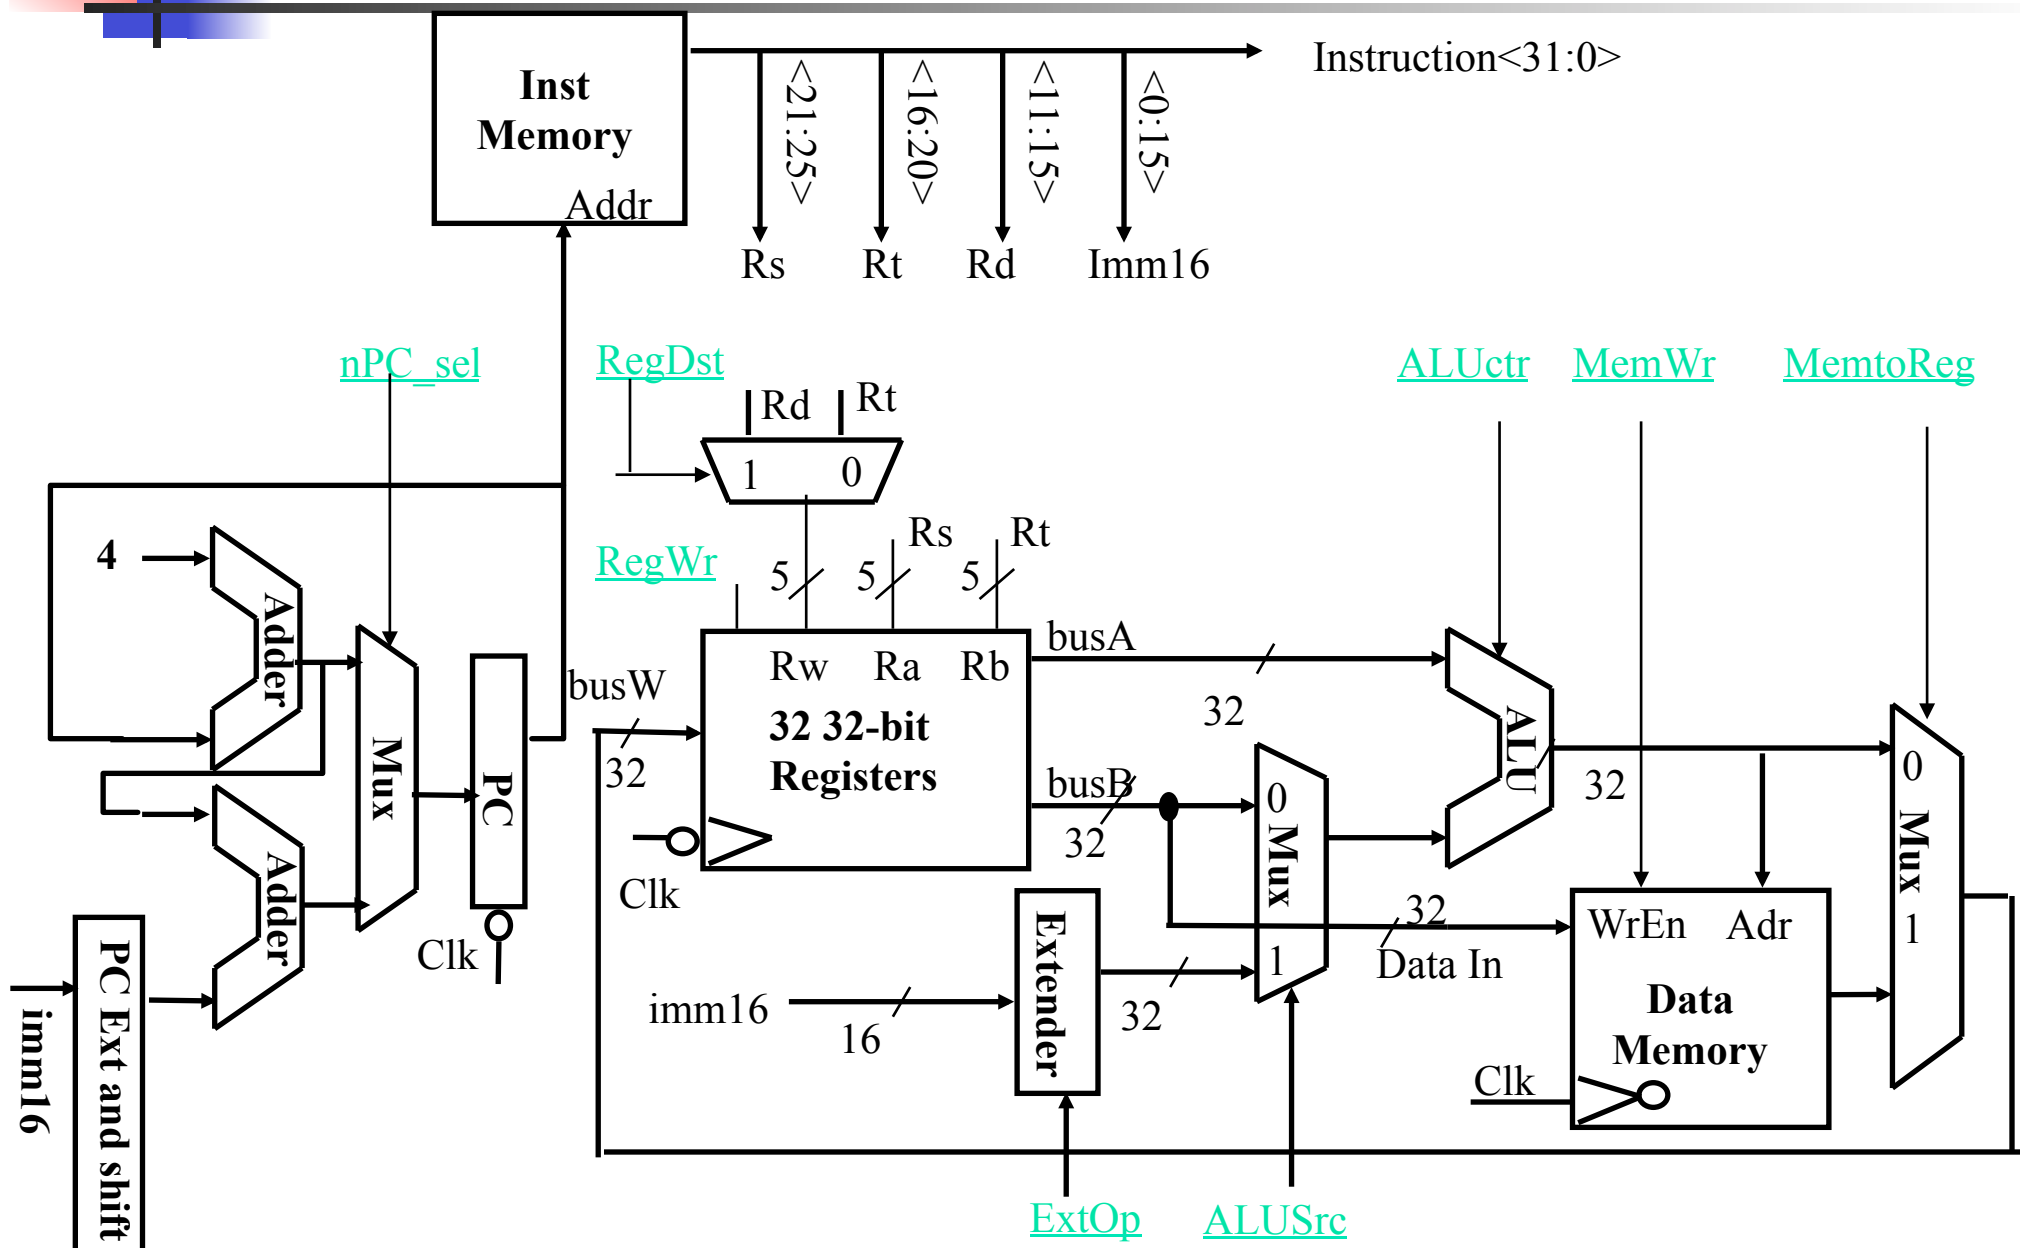 Inst
Memory
Addr
Instruction<31:0>
<21:25>
<16:20>
<11:15>
<0:15>
Rs
Rt
Rd
Imm16
nPC_sel
RegDst
ALUctr
MemWr
MemtoReg
Rd
Rt
1
0
4
Adder
RegWr
5
5
Rs
5
Rt
busW
32
Rw
Ra
Rb
32 32-bit
Registers
Clk
busA
32
busB
32
ALU
32
Mux
PC
Clk
Adder
PC Ext and shift
imm16
0
Mux
1
imm16
16
Extender
32
32
Data In
WrEn
Adr
Data
Memory
Clk
0
Mux
1
ExtOp
ALUSrc